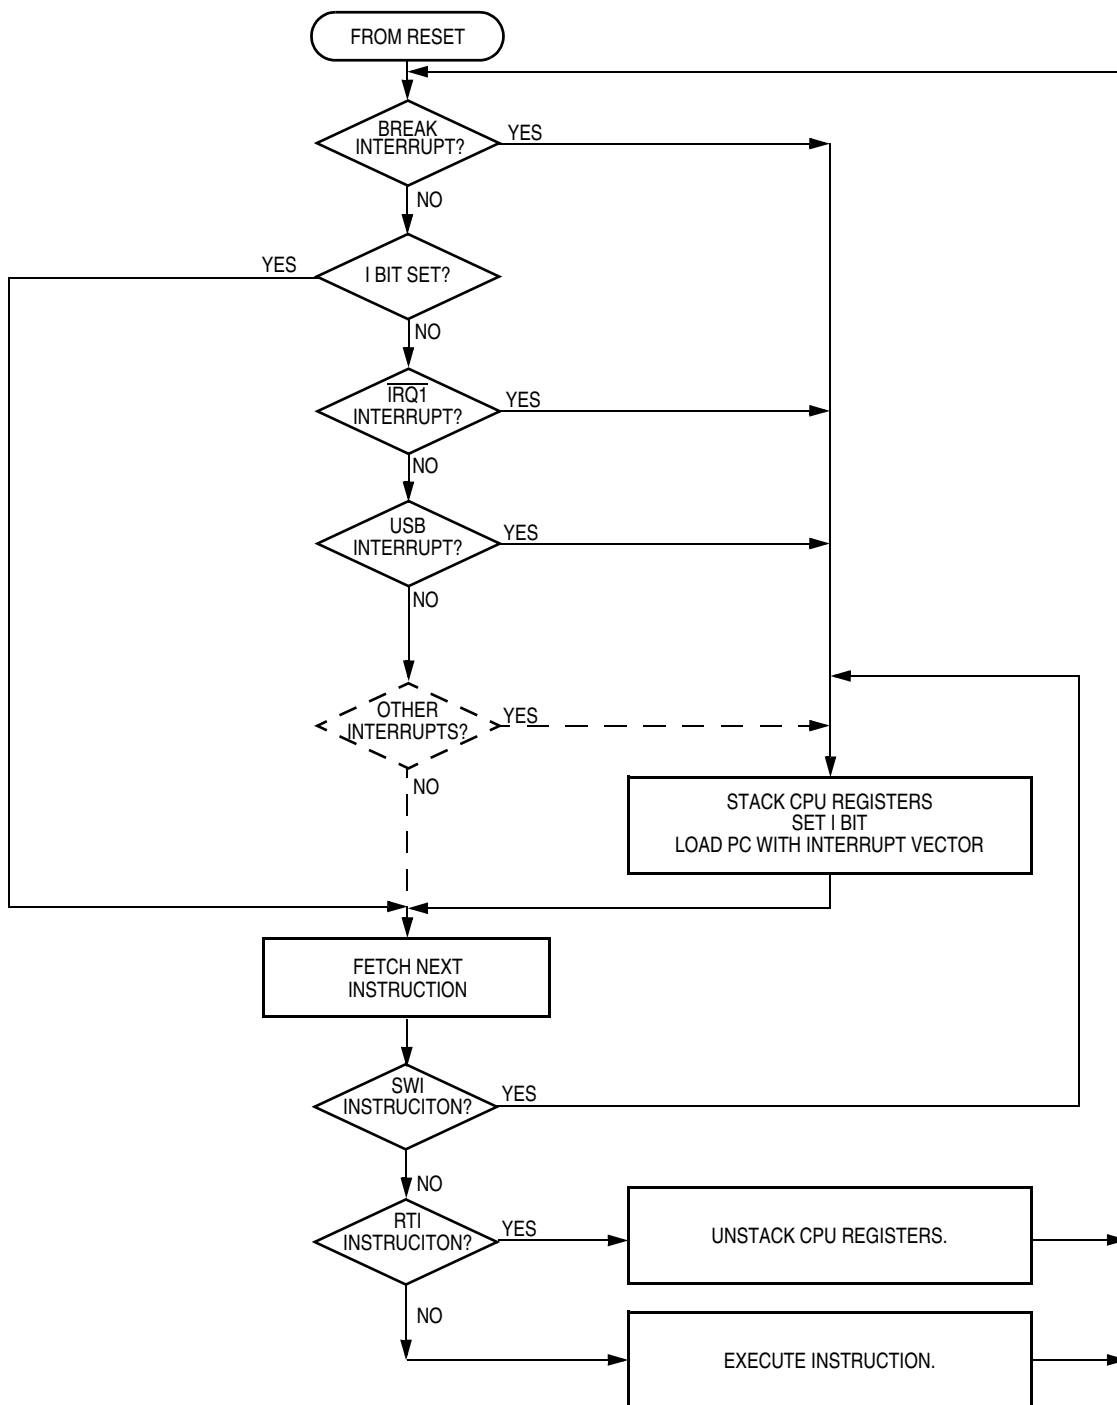 FROM RESET
BREAK
INTERRUPT?
YES
NO
YES
I BIT SET?
NO
IRQ1
INTERRUPT?
YES
NO
USB
INTERRUPT?
YES
NO
OTHER
INTERRUPTS?
YES
NO
STACK CPU REGISTERS
SET I BIT
LOAD PC WITH INTERRUPT VECTOR
FETCH NEXT
INSTRUCTION
SWI
INSTRUCITON?
YES
NO
RTI
INSTRUCITON?
YES
UNSTACK CPU REGISTERS.
NO
EXECUTE INSTRUCTION.